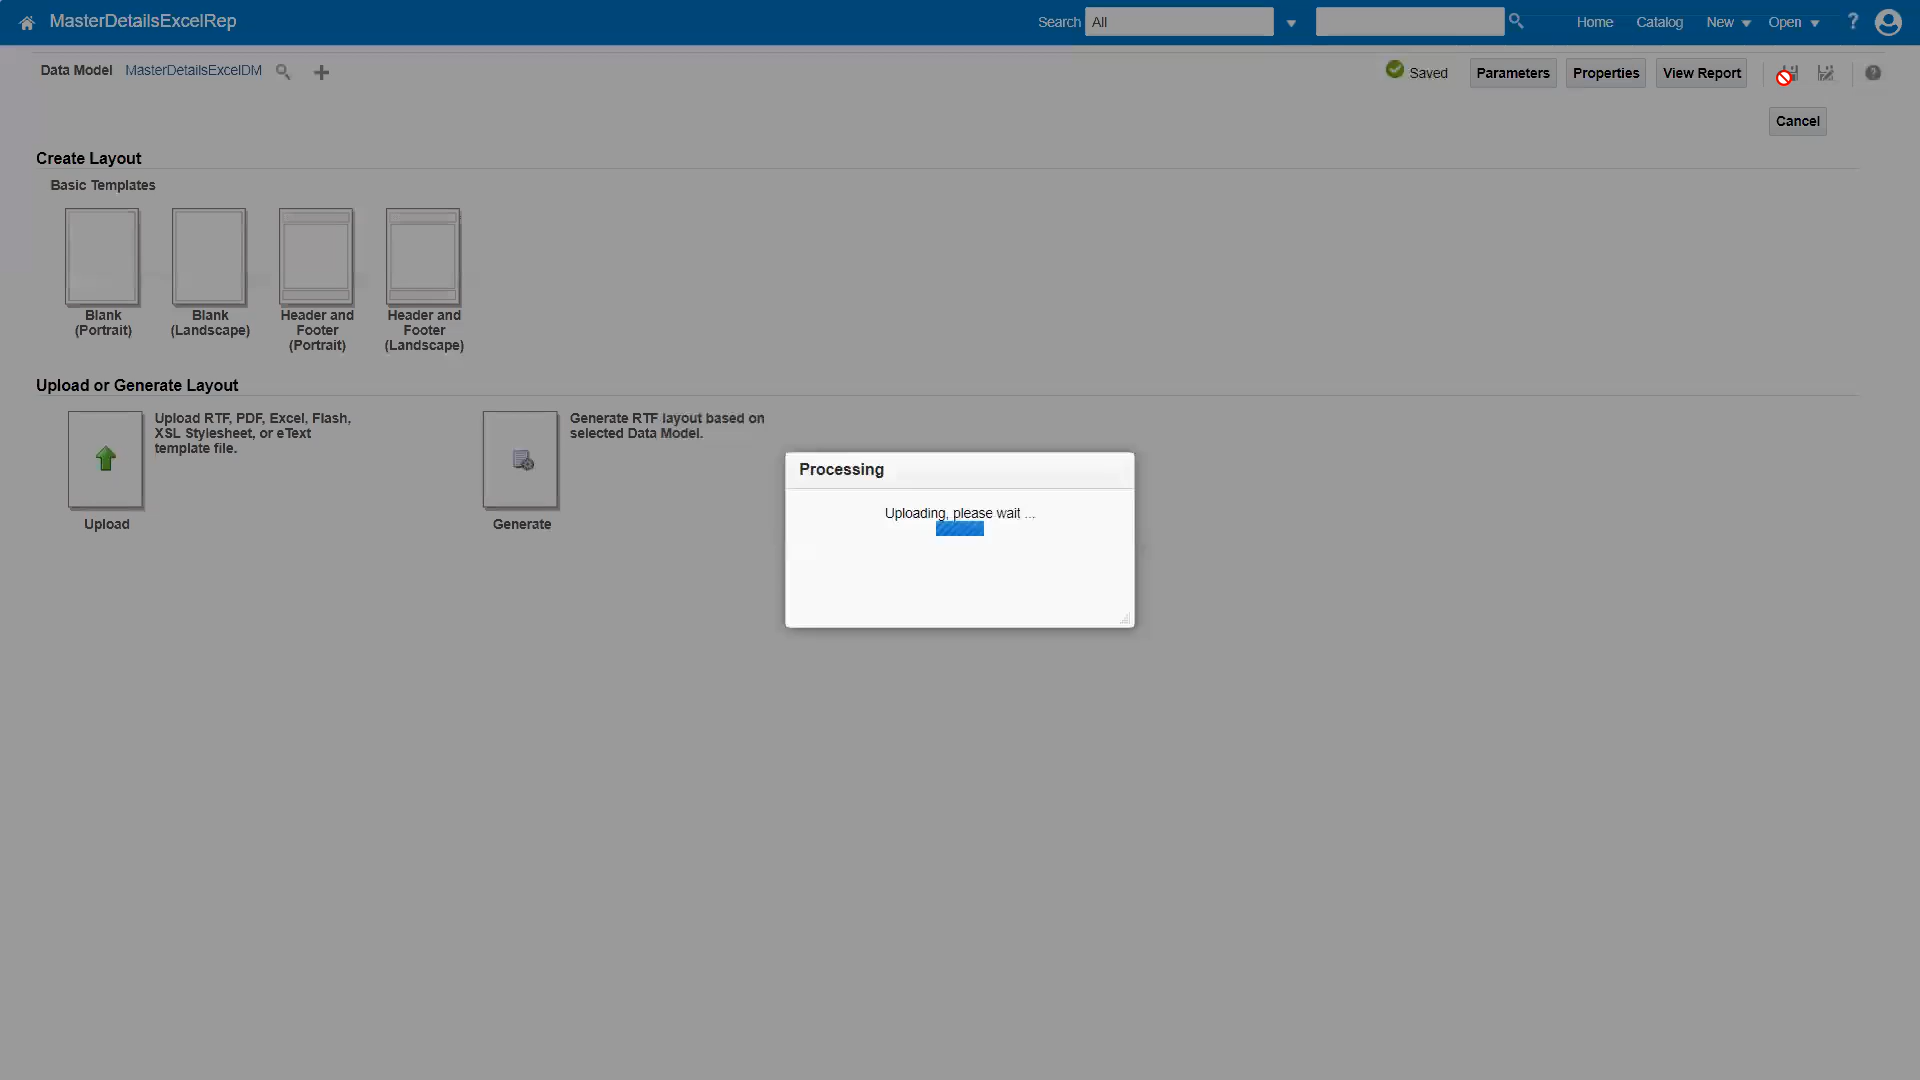 MasterDetailsExcelRep
Search All
Home Catalog New Open ?
Data Model MasterDetailsExcelDM
Saved Parameters Properties View Report
Cancel
Create Layout
Basic Templates
Blank
(Portrait)
Blank
(Landscape)
Header and
Footer
(Portrait)
Header and
Footer
(Landscape)
Upload or Generate Layout
Upload RTF, PDF, Excel, Flash,
XSL Stylesheet, or eText
template file.
Upload
Generate RTF layout based on
selected Data Model.
Generate
Processing
Uploading, please wait ...